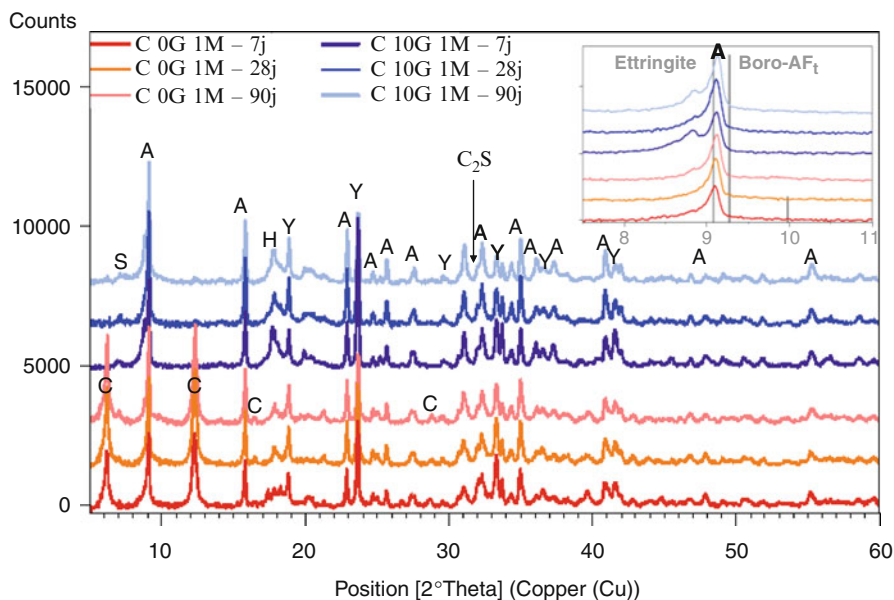 Counts
C 0G 1M – 7j
C 0G 1M – 28j
C 0G 1M – 90j
C 10G 1M – 7j
C 10G 1M – 28j
C 10G 1M – 90j
Ettringite A Boro-AFt
8 9 10 11
15000
10000
5000
0
C2S
S A A H Y A Y A A A Y A Y A A Y A A Y A A
C C C C
10 20 30 40 50 60
Position [2°Theta] (Copper (Cu))